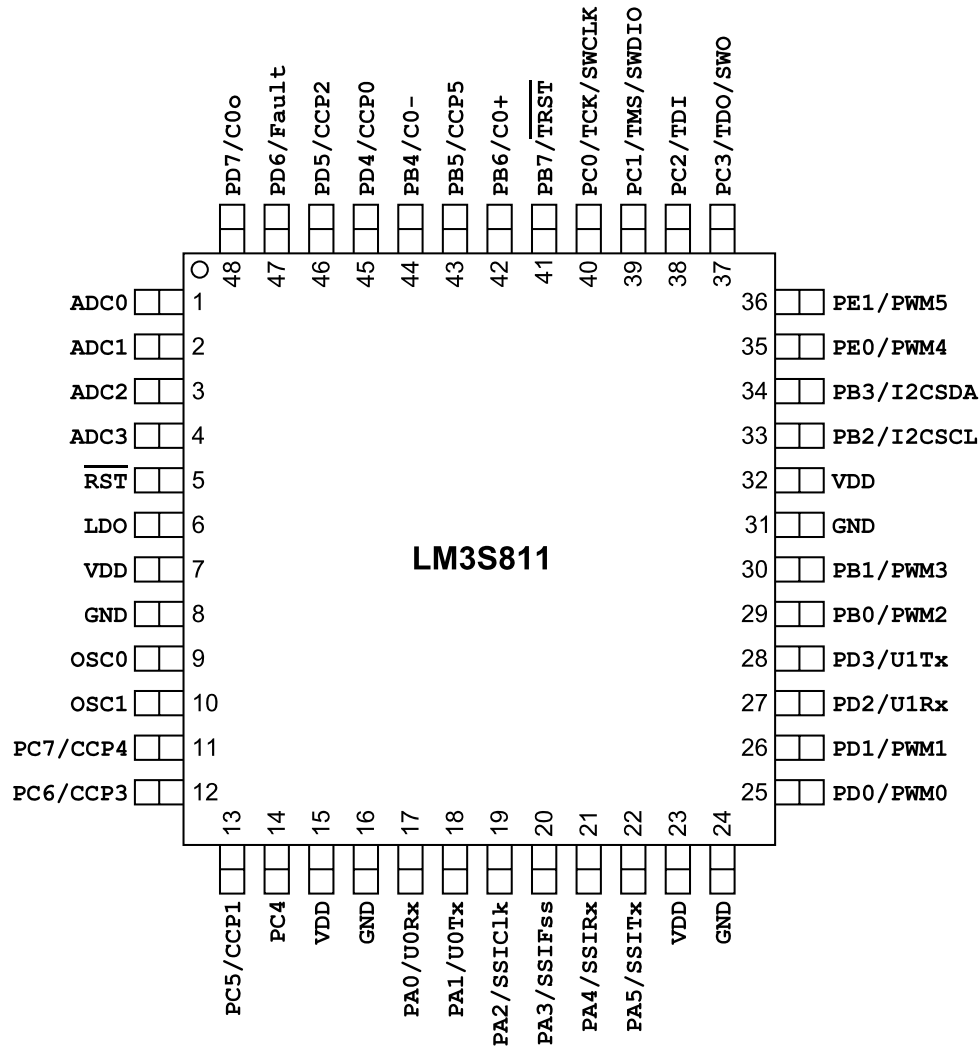 PD7/C0o
PD6/Fault
PD5/CCP2
PD4/CCP0
PB4/C0-
PB5/CCP5
PB6/C0+
PB7/TRST
PC0/TCK/SWCLK
PC1/TMS/SWDIO
PC2/TDI
PC3/TDO/SWO
48 47 46 45 44 43 42 41 40 39 38 37
ADC0 1
ADC1 2
ADC2 3
ADC3 4
RST 5
LDO 6
VDD 7
GND 8
OSC0 9
OSC1 10
PC7/CCP4 11
PC6/CCP3 12
LM3S811
36 PE1/PWM5
35 PE0/PWM4
34 PB3/I2CSDA
33 PB2/I2CSCL
32 VDD
31 GND
30 PB1/PWM3
29 PB0/PWM2
28 PD3/U1Tx
27 PD2/U1Rx
26 PD1/PWM1
25 PD0/PWM0
13 14 15 16 17 18 19 20 21 22 23 24
PC5/CCP1
PC4
VDD
GND
PA0/U0Rx
PA1/U0Tx
PA2/SSIClk
PA3/SSIFss
PA4/SSIRx
PA5/SSITx
VDD
GND